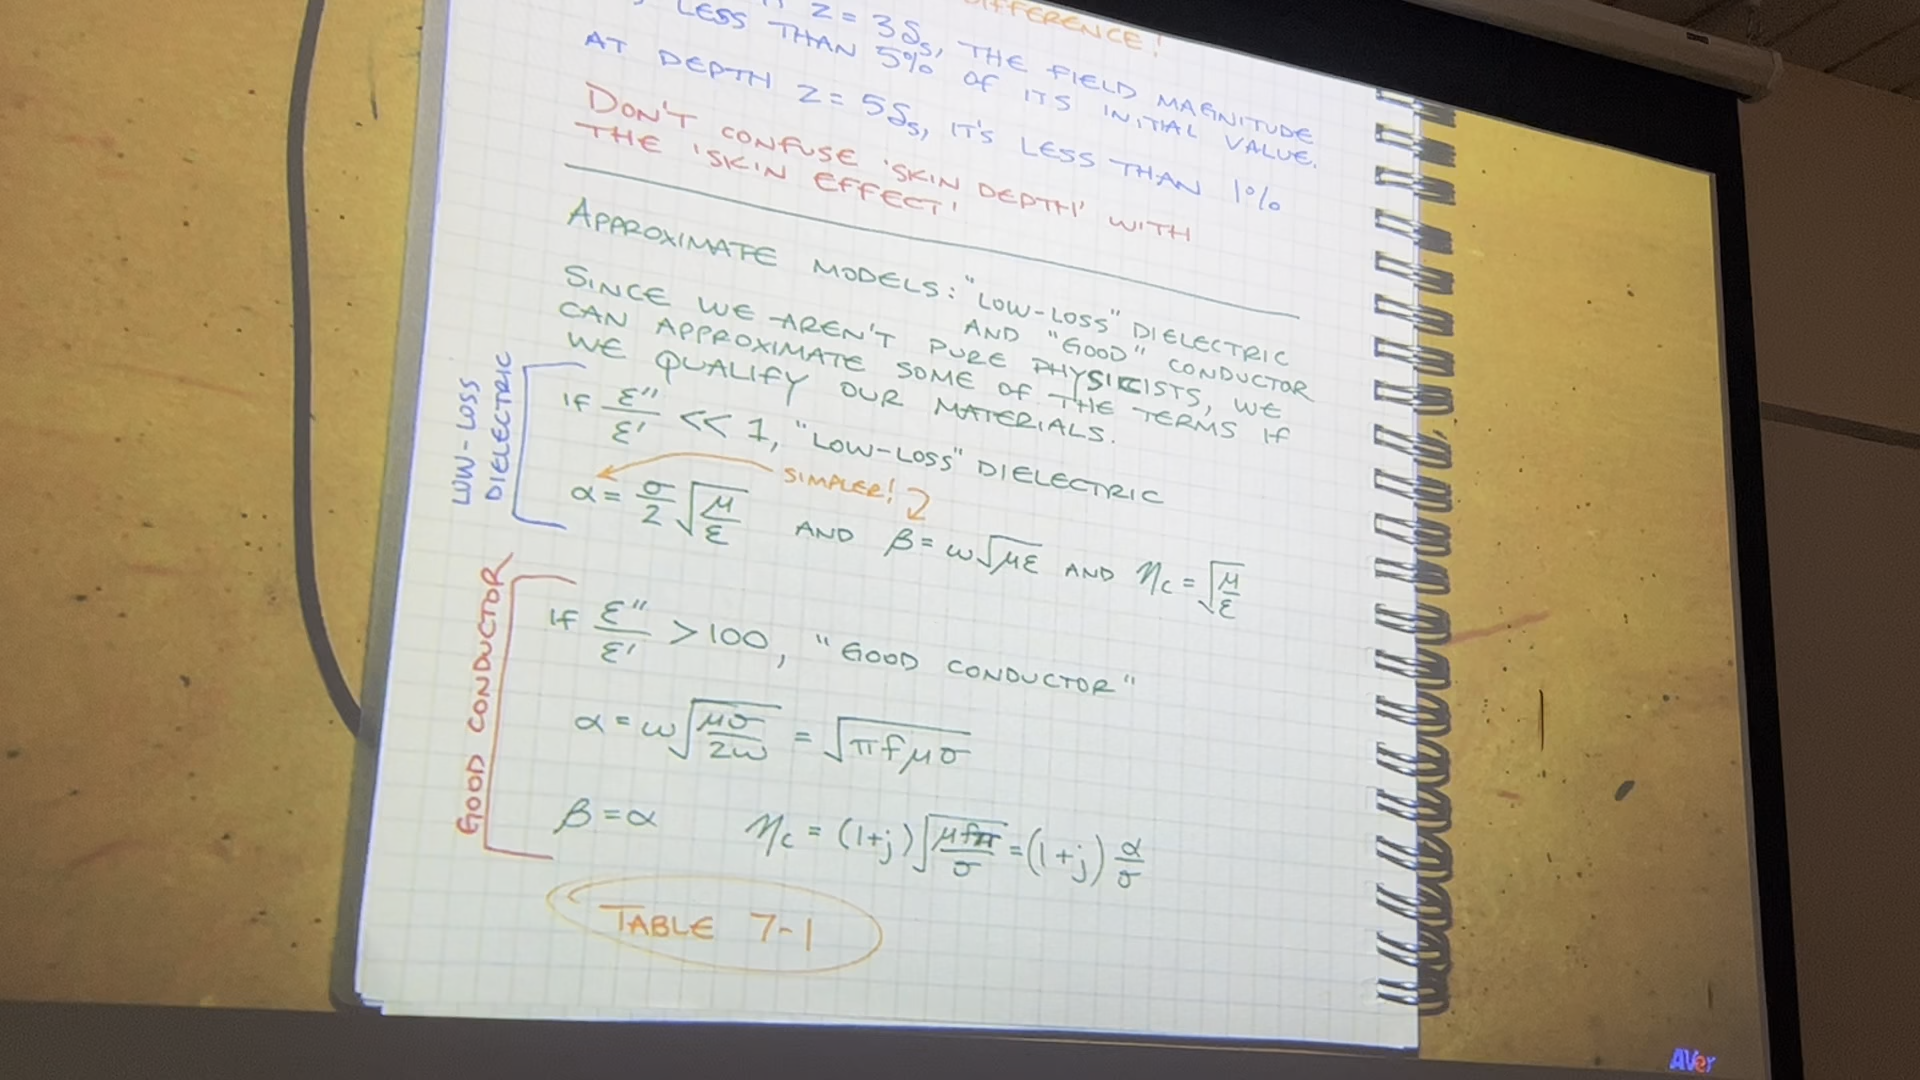 DIFFERENCE!
Z = 3δs, THE FIELD MAGNITUDE
LESS THAN 5% OF ITS INITIAL VALUE.
AT DEPTH Z = 5δs, IT'S LESS THAN 1%
DON'T CONFUSE 'SKIN DEPTH' WITH
THE 'SKIN EFFECT'
APPROXIMATE MODELS: "LOW-LOSS" DIELECTRIC
AND "GOOD" CONDUCTOR
SINCE WE AREN'T PURE PHYSICISTS, WE
CAN APPROXIMATE SOME OF THE TERMS IF
WE QUALIFY OUR MATERIALS.
LOW-LOSS
DIELECTRIC
IF ε''/ε' << 1, "LOW-LOSS" DIELECTRIC
SIMPLER!
α = σ/2 √(μ/ε) AND β = ω√(με) AND ηc = √(μ/ε)
GOOD CONDUCTOR
IF ε''/ε' > 100, "GOOD CONDUCTOR"
α = ω√(μσ/2ω) = √(πfμσ)
β = α ηc = (1+j)√(μfπ/σ) = (1+j) α/σ
TABLE 7-1
AVer